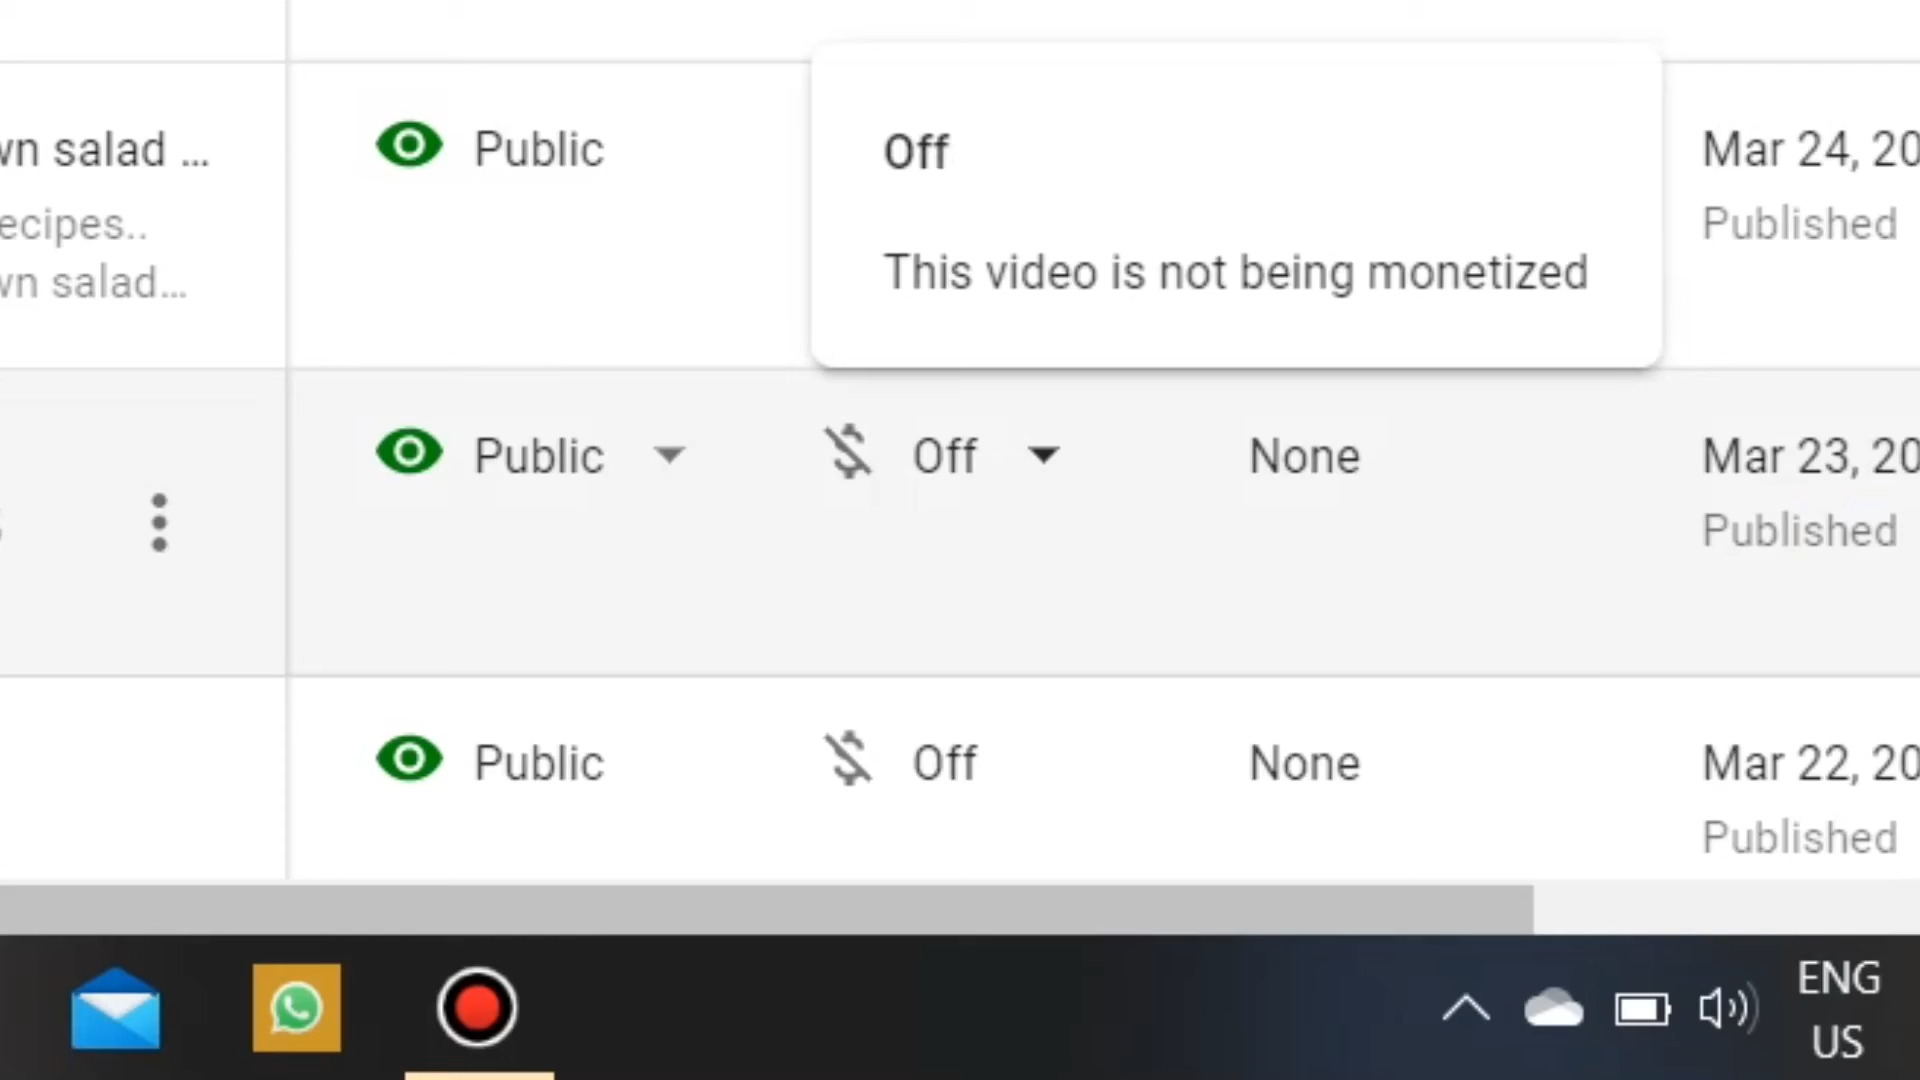 wn salad ...
ecipes..
wn salad...
Public
Off
This video is not being monetized
Mar 24, 20
Published
Public
Off
None
Mar 23, 20
Published
Public
Off
None
Mar 22, 20
Published
ENG
US